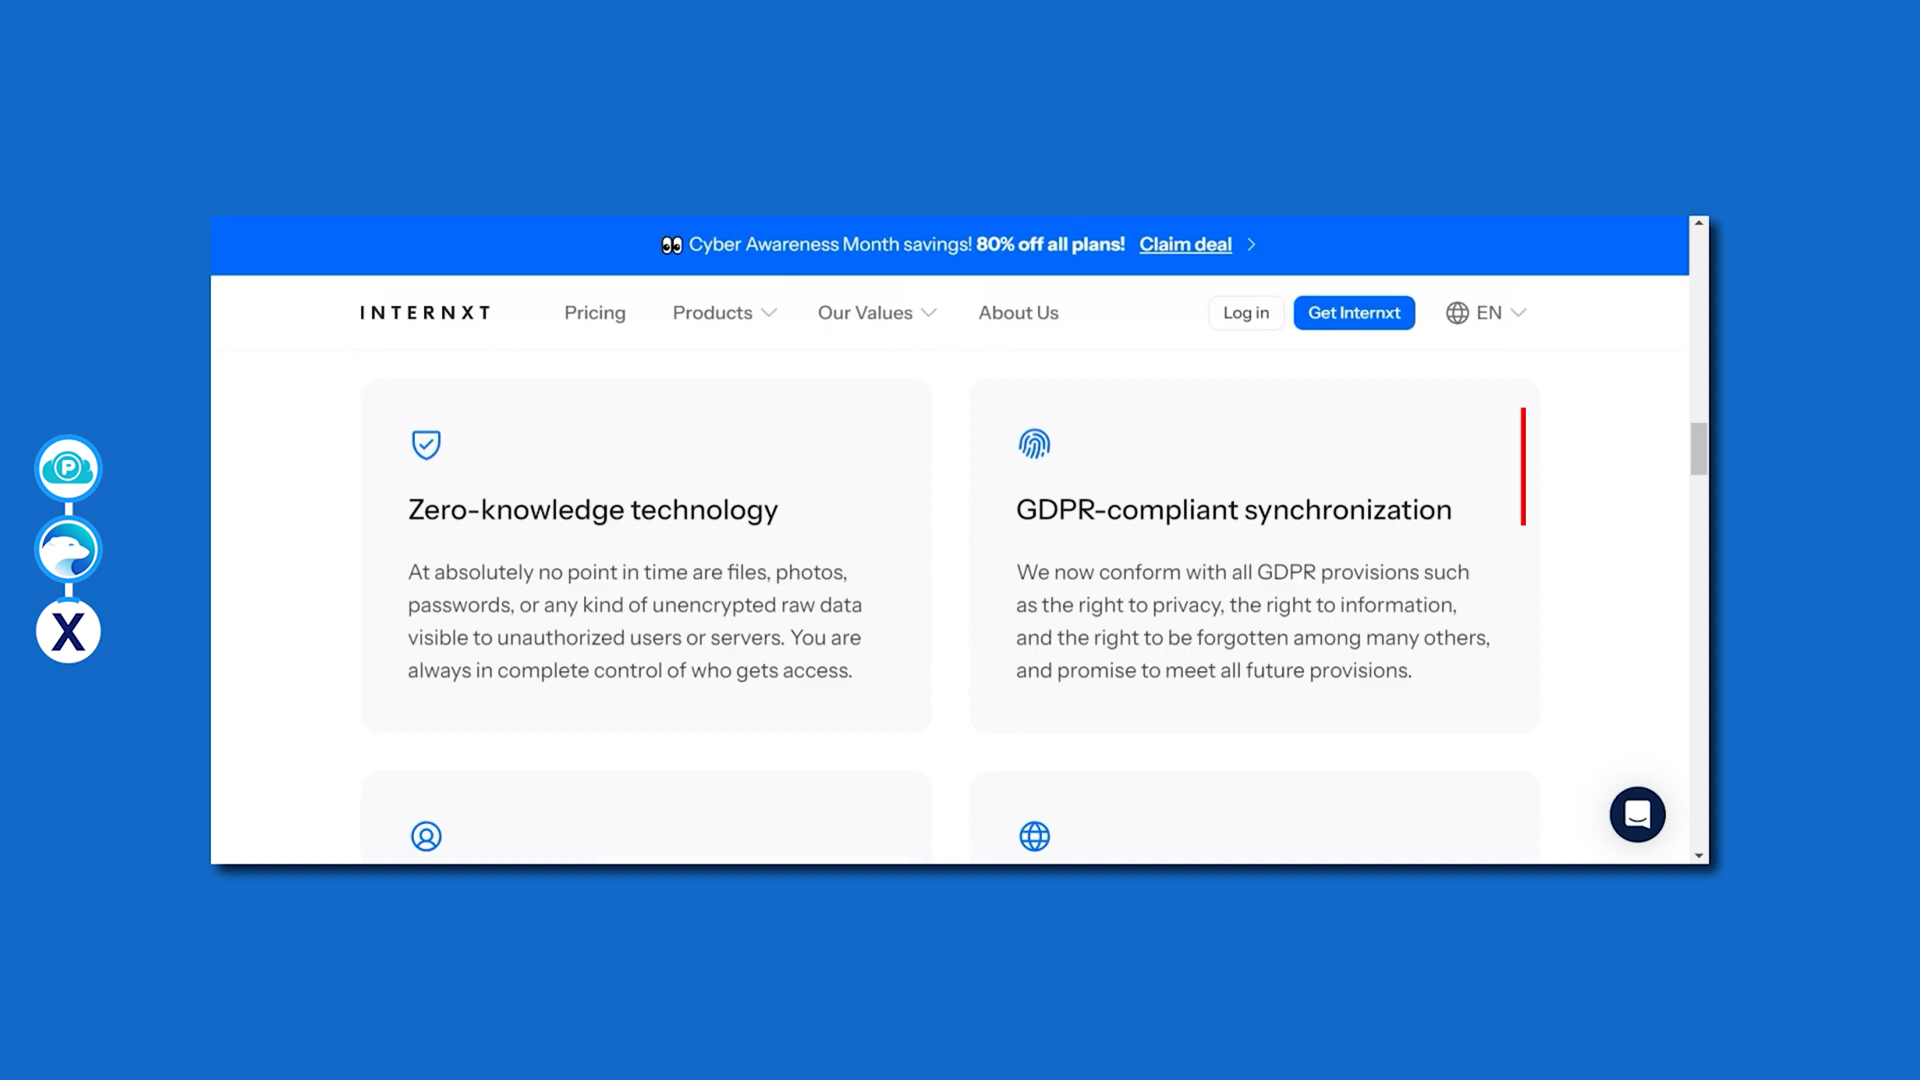 Cyber Awareness Month savings! 80% off all plans! Claim deal
INTERNXT Pricing Products Our Values About Us Log in Get Internxt EN
Zero-knowledge technology
At absolutely no point in time are files, photos,
passwords, or any kind of unencrypted raw data
visible to unauthorized users or servers. You are
always in complete control of who gets access.
GDPR-compliant synchronization
We now conform with all GDPR provisions such
as the right to privacy, the right to information,
and the right to be forgotten among many others,
and promise to meet all future provisions.
P
X